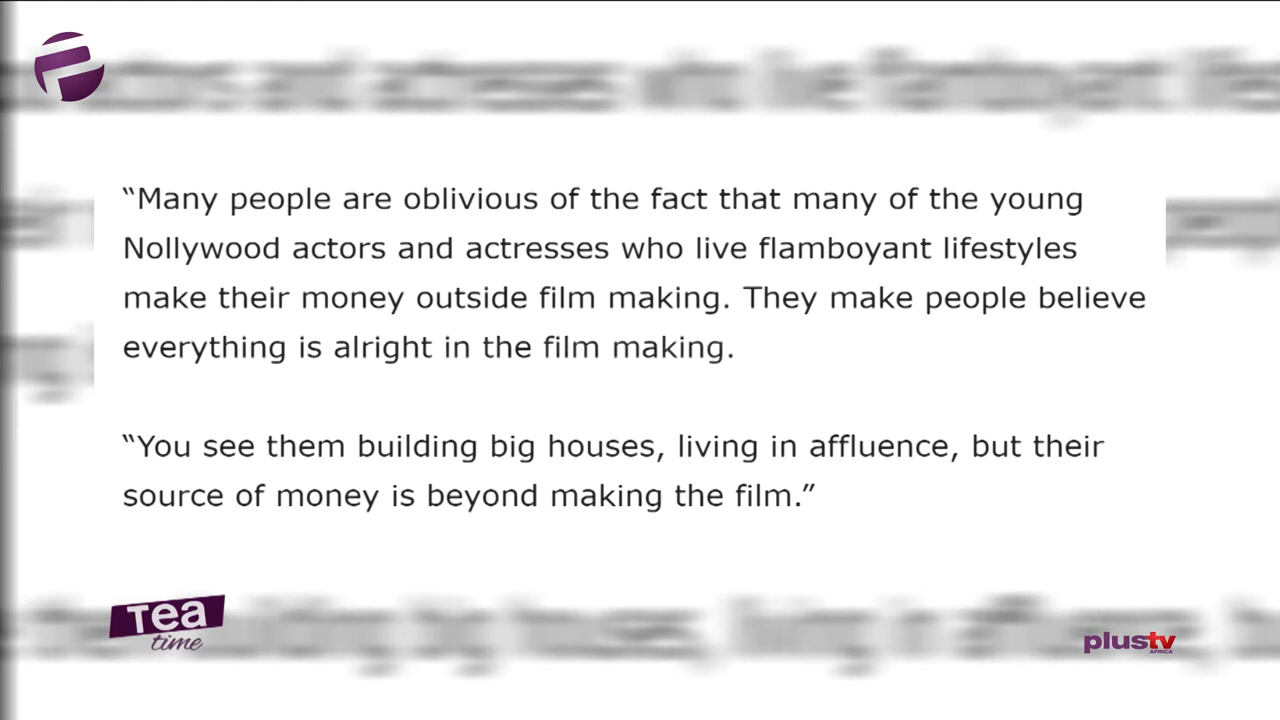 “Many people are oblivious of the fact that many of the young
Nollywood actors and actresses who live flamboyant lifestyles
make their money outside film making. They make people believe
everything is alright in the film making.
“You see them building big houses, living in affluence, but their
source of money is beyond making the film.”
Tea
time
plustv
AFRICA